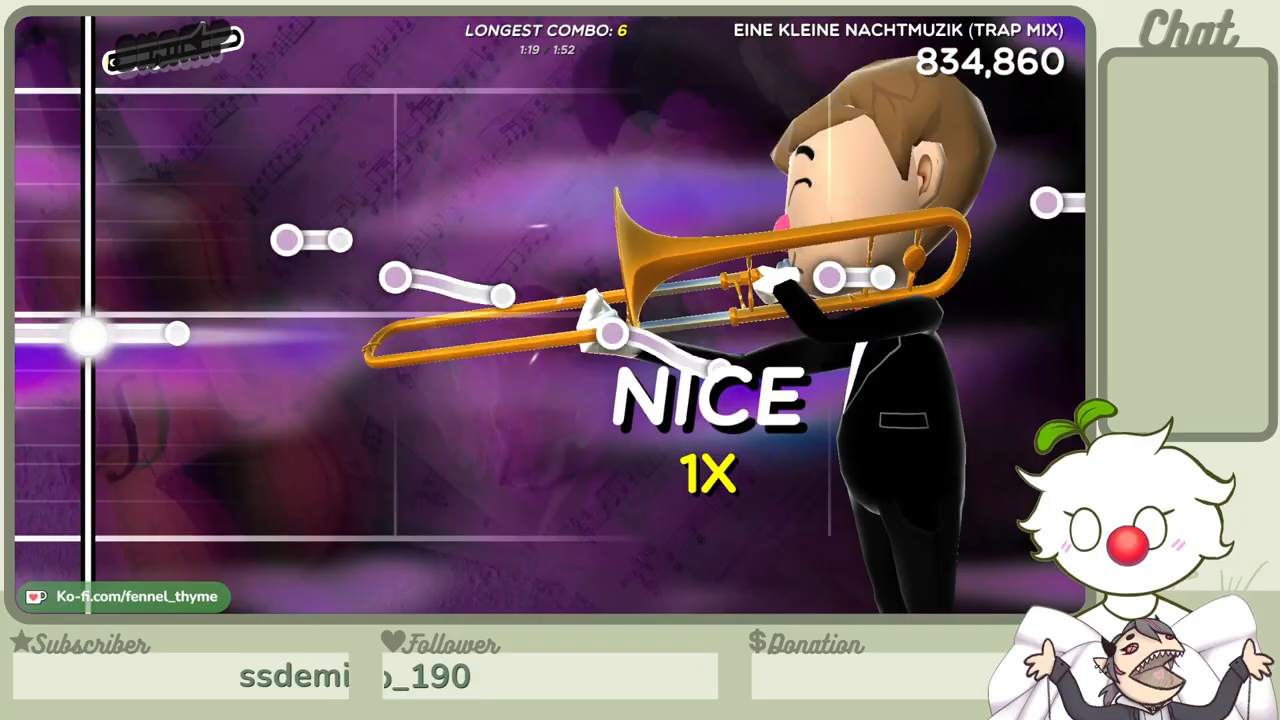 LONGEST COMBO: 6
1:19 1:52
EINE KLEINE NACHTMUZIK (TRAP MIX)
834,860
Chat
NICE
1X
Ko-fi.com/fennel_thyme
Subscriber
Follower
$Donation
ssdemi
_190